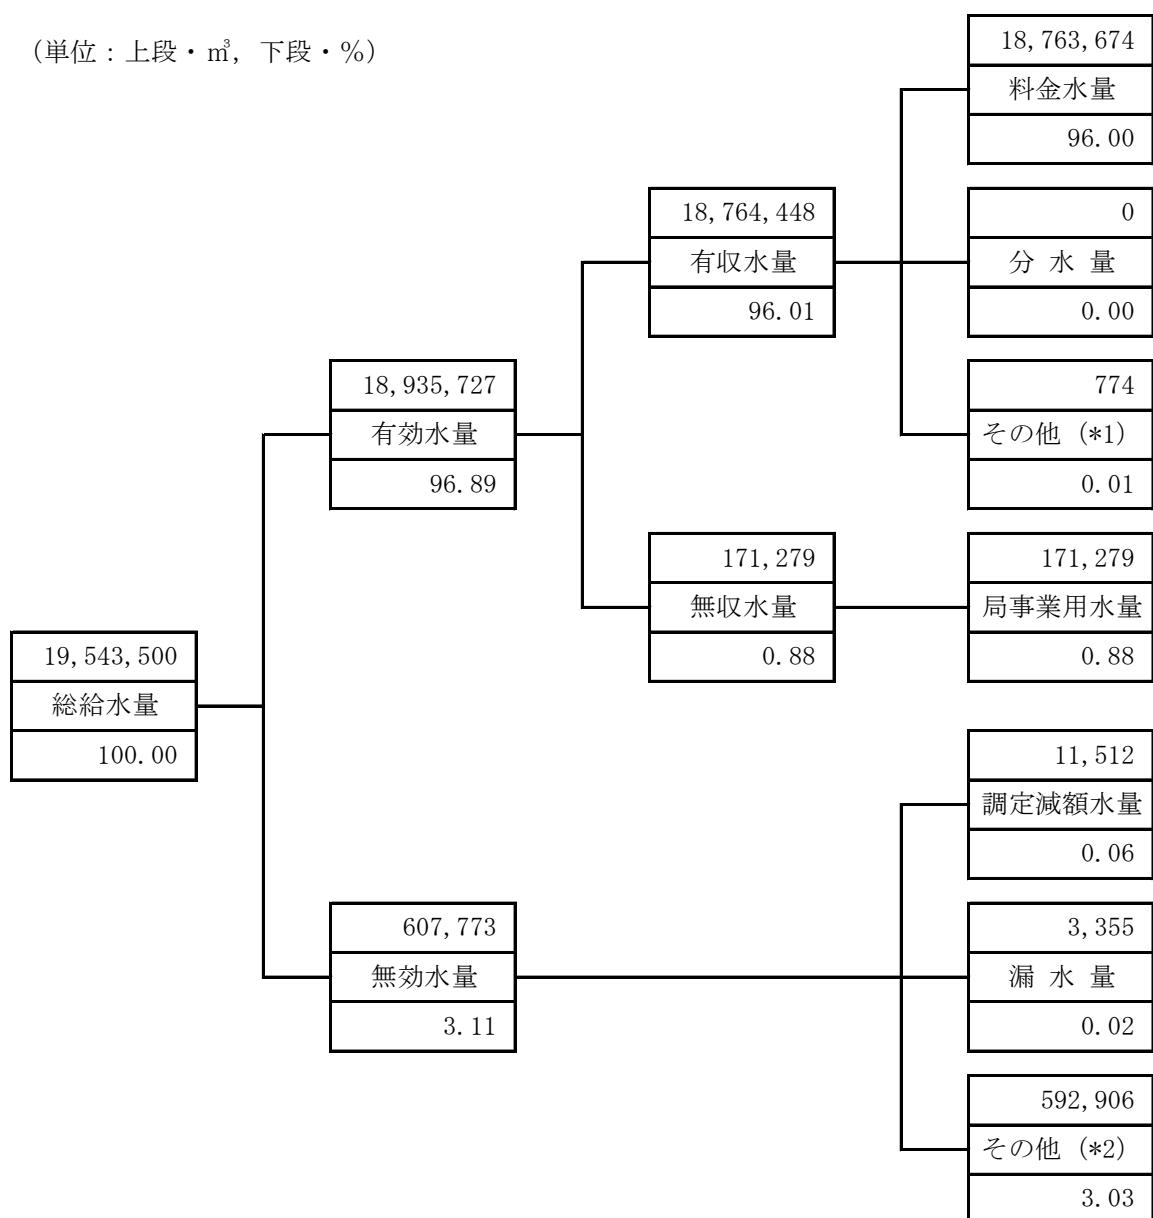 （単位：上段・㎥，下段・％）
18,763,674
料金水量
96.00
18,764,448
有収水量
96.01
0
分 水 量
0.00
18,935,727
有効水量
96.89
774
その他（*1）
0.01
171,279
無収水量
0.88
171,279
局事業用水量
0.88
19,543,500
総給水量
100.00
11,512
調定減額水量
0.06
607,773
無効水量
3.11
3,355
漏 水 量
0.02
592,906
その他（*2）
3.03